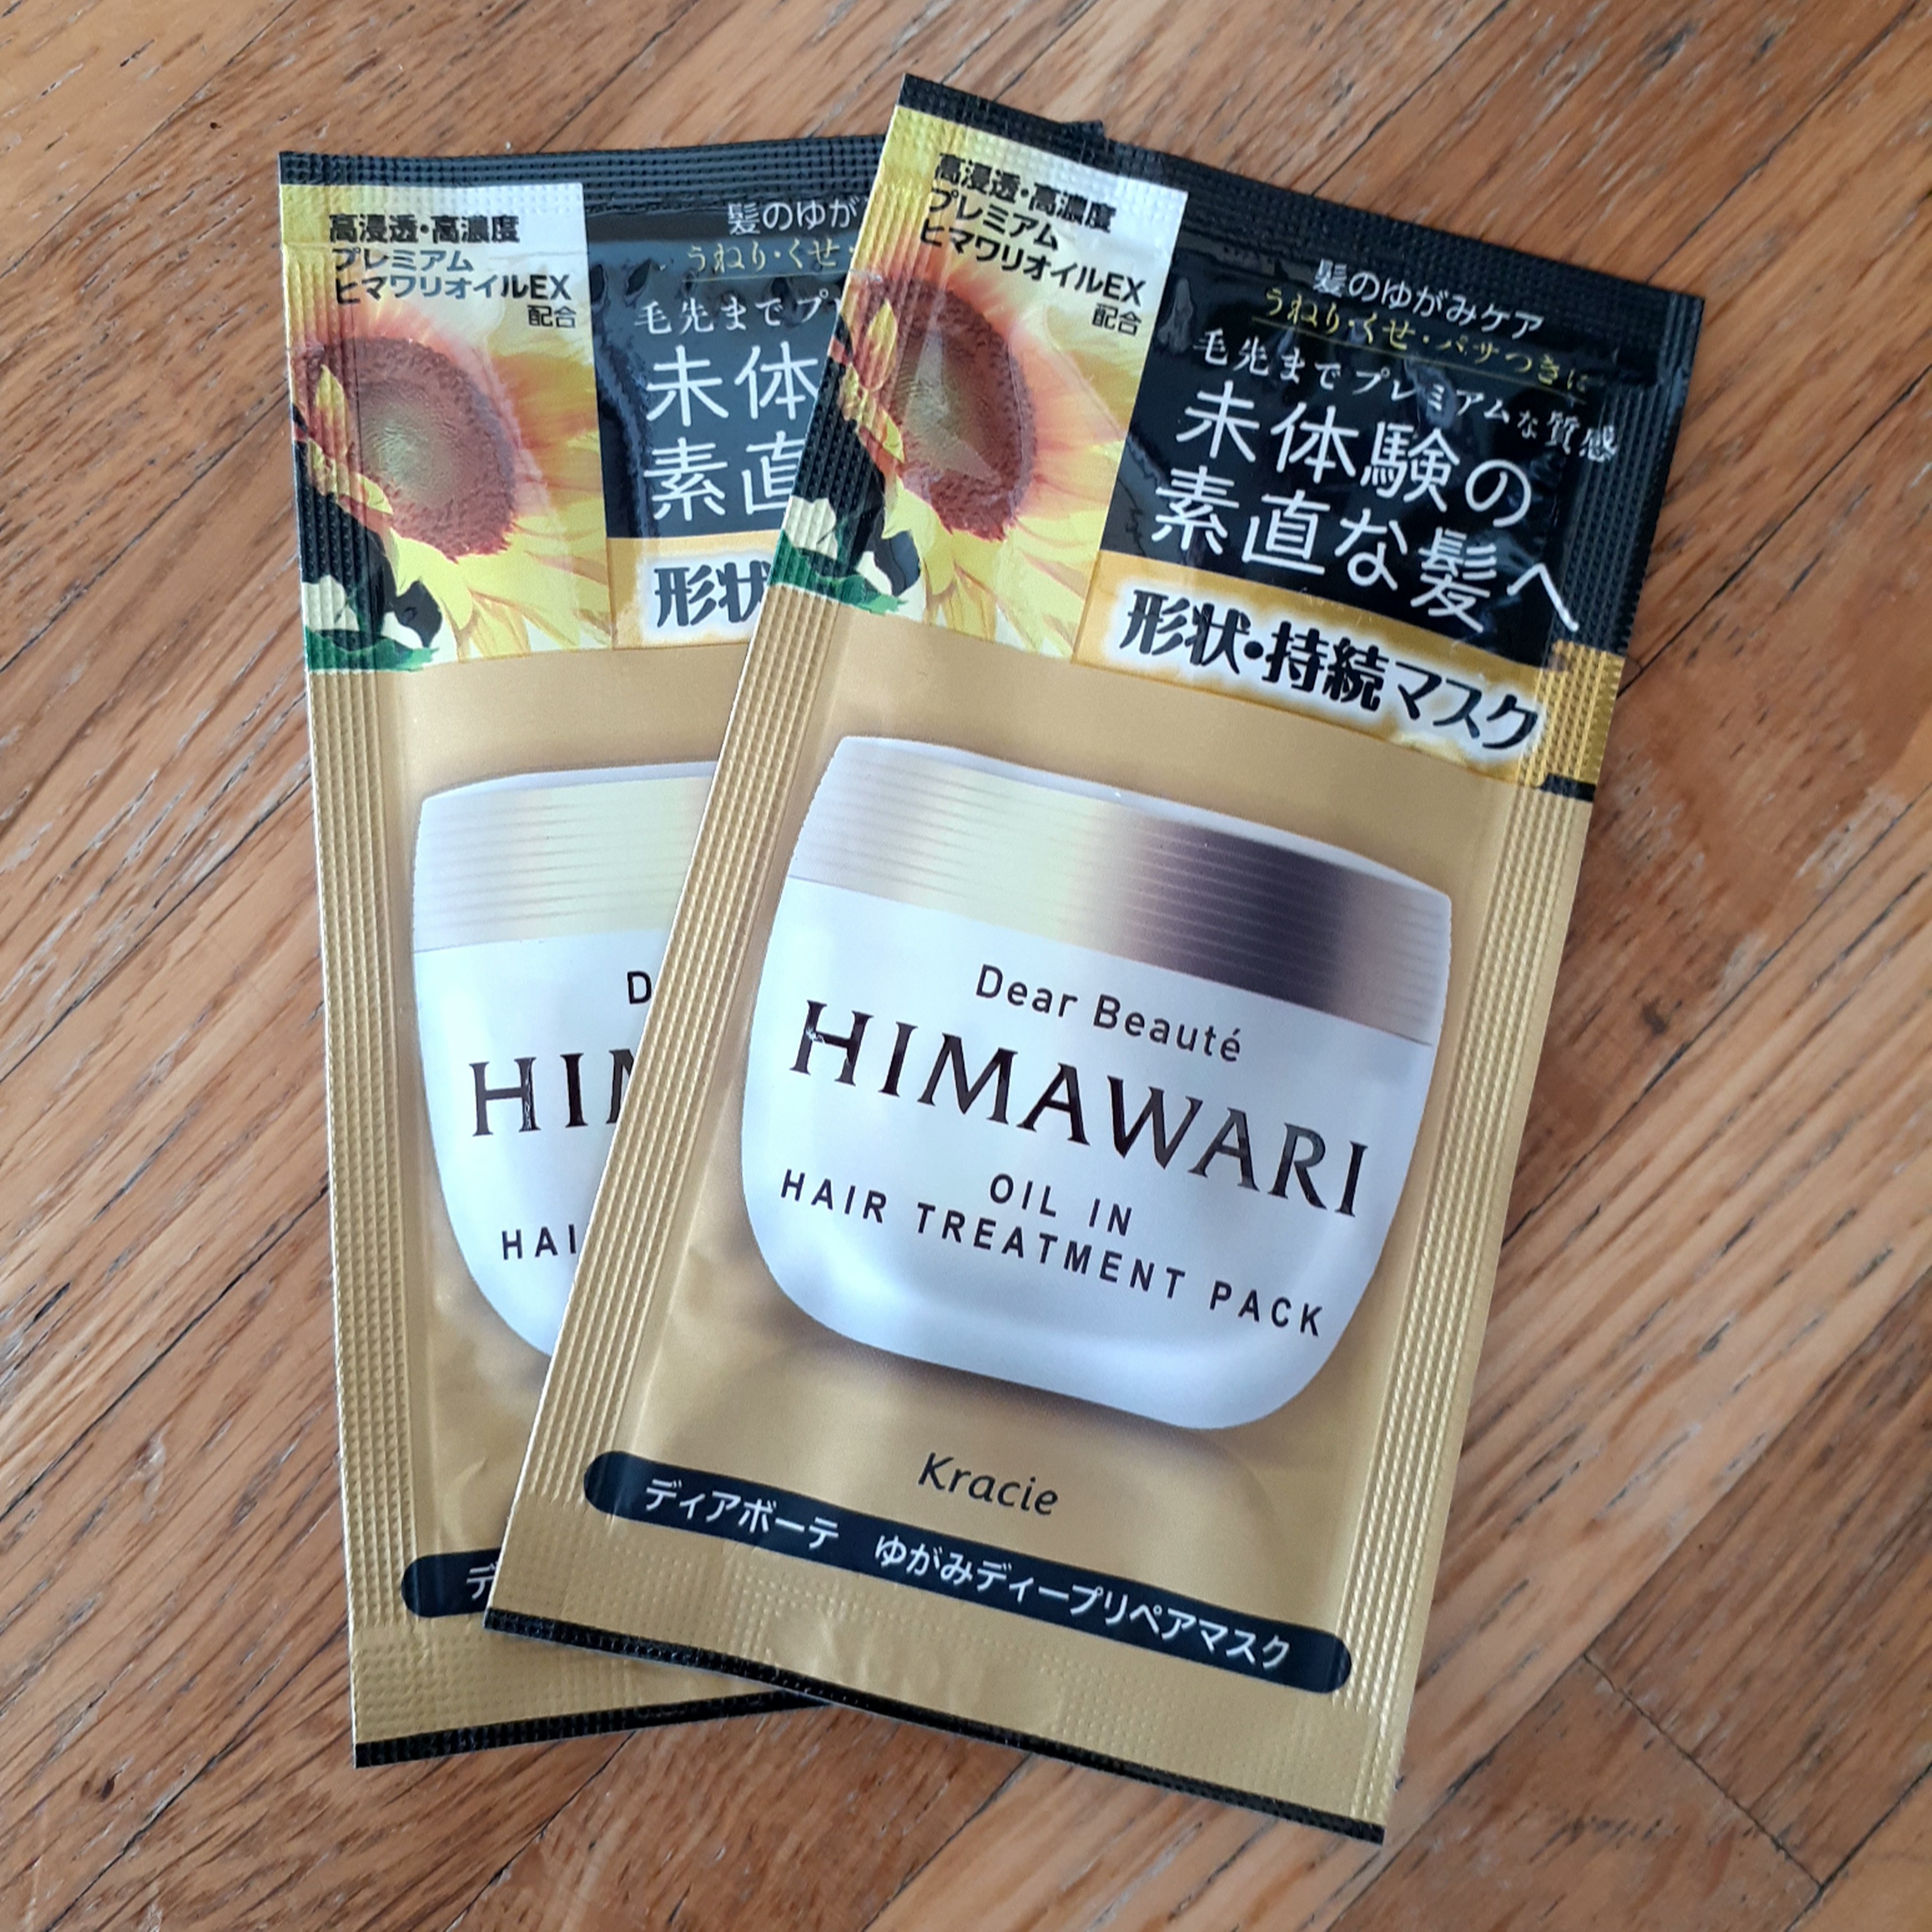 高浸透・高濃度
プレミアム
ヒマワリオイルEX
配合
髪のゆが
うねり・くせ・
毛先までプ
未体
素直
形状
D
HIM
HAI
デ
高浸透・高濃度
プレミアム
ヒマワリオイルEX
配合
髪のゆがみケア
うねり・くせ・パサつきに
毛先までプレミアムな質感
未体験の
素直な髪へ
形状・持続マスク
Dear Beauté
HIMAWARI
OIL IN
HAIR TREATMENT PACK
Kracie
ディアボーテ ゆがみディープリペアマスク